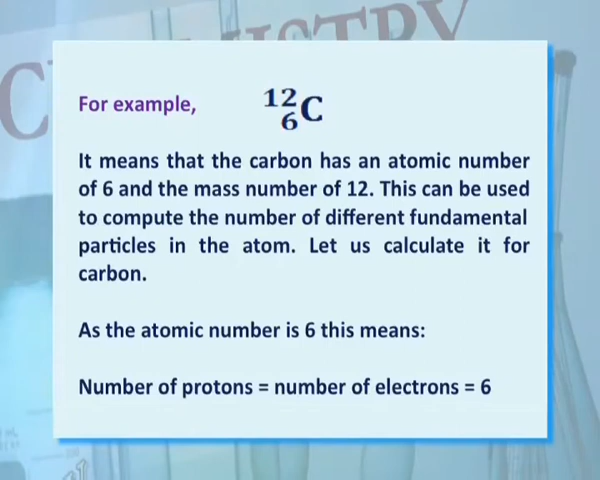 CHEMISTRY
For example, ¹²₆C
It means that the carbon has an atomic number
of 6 and the mass number of 12. This can be used
to compute the number of different fundamental
particles in the atom. Let us calculate it for
carbon.
As the atomic number is 6 this means:
Number of protons = number of electrons = 6